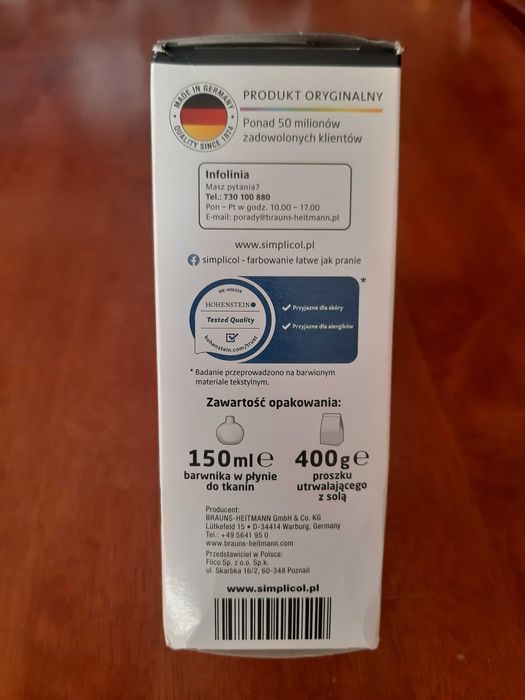 MADE IN GERMANY
QUALITY SINCE 1874
PRODUKT ORYGINALNY
Ponad 50 milionów
zadowolonych klientów
Infolinia
Masz pytania?
Tel.: 730 100 880
Pon – Pt w godz. 10.00 – 17.00
E-mail: porady@brauns-heitmann.pl
www.simplicol.pl
simplicol - farbowanie łatwe jak pranie
HOHENSTEIN
Tested Quality
hohenstein.com/trust
Przyjazne dla skóry
Przyjazne dla alergików
*
* Badanie przeprowadzono na barwionym
materiale tekstylnym.
Zawartość opakowania:
150ml℮ 400g℮
barwnika w płynie
do tkanin
proszku
utrwalającego
z solą
Producent:
BRAUNS-HEITMANN GmbH & Co. KG
Lütkefeld 15 • D-34414 Warburg, Germany
Tel.: +49 5641 95 0
www.brauns-heitmann.com
Przedstawiciel w Polsce:
Flico Sp. z o.o. Sp.k.
ul. Skarbka 16/2, 60-348 Poznań
www.simplicol.pl